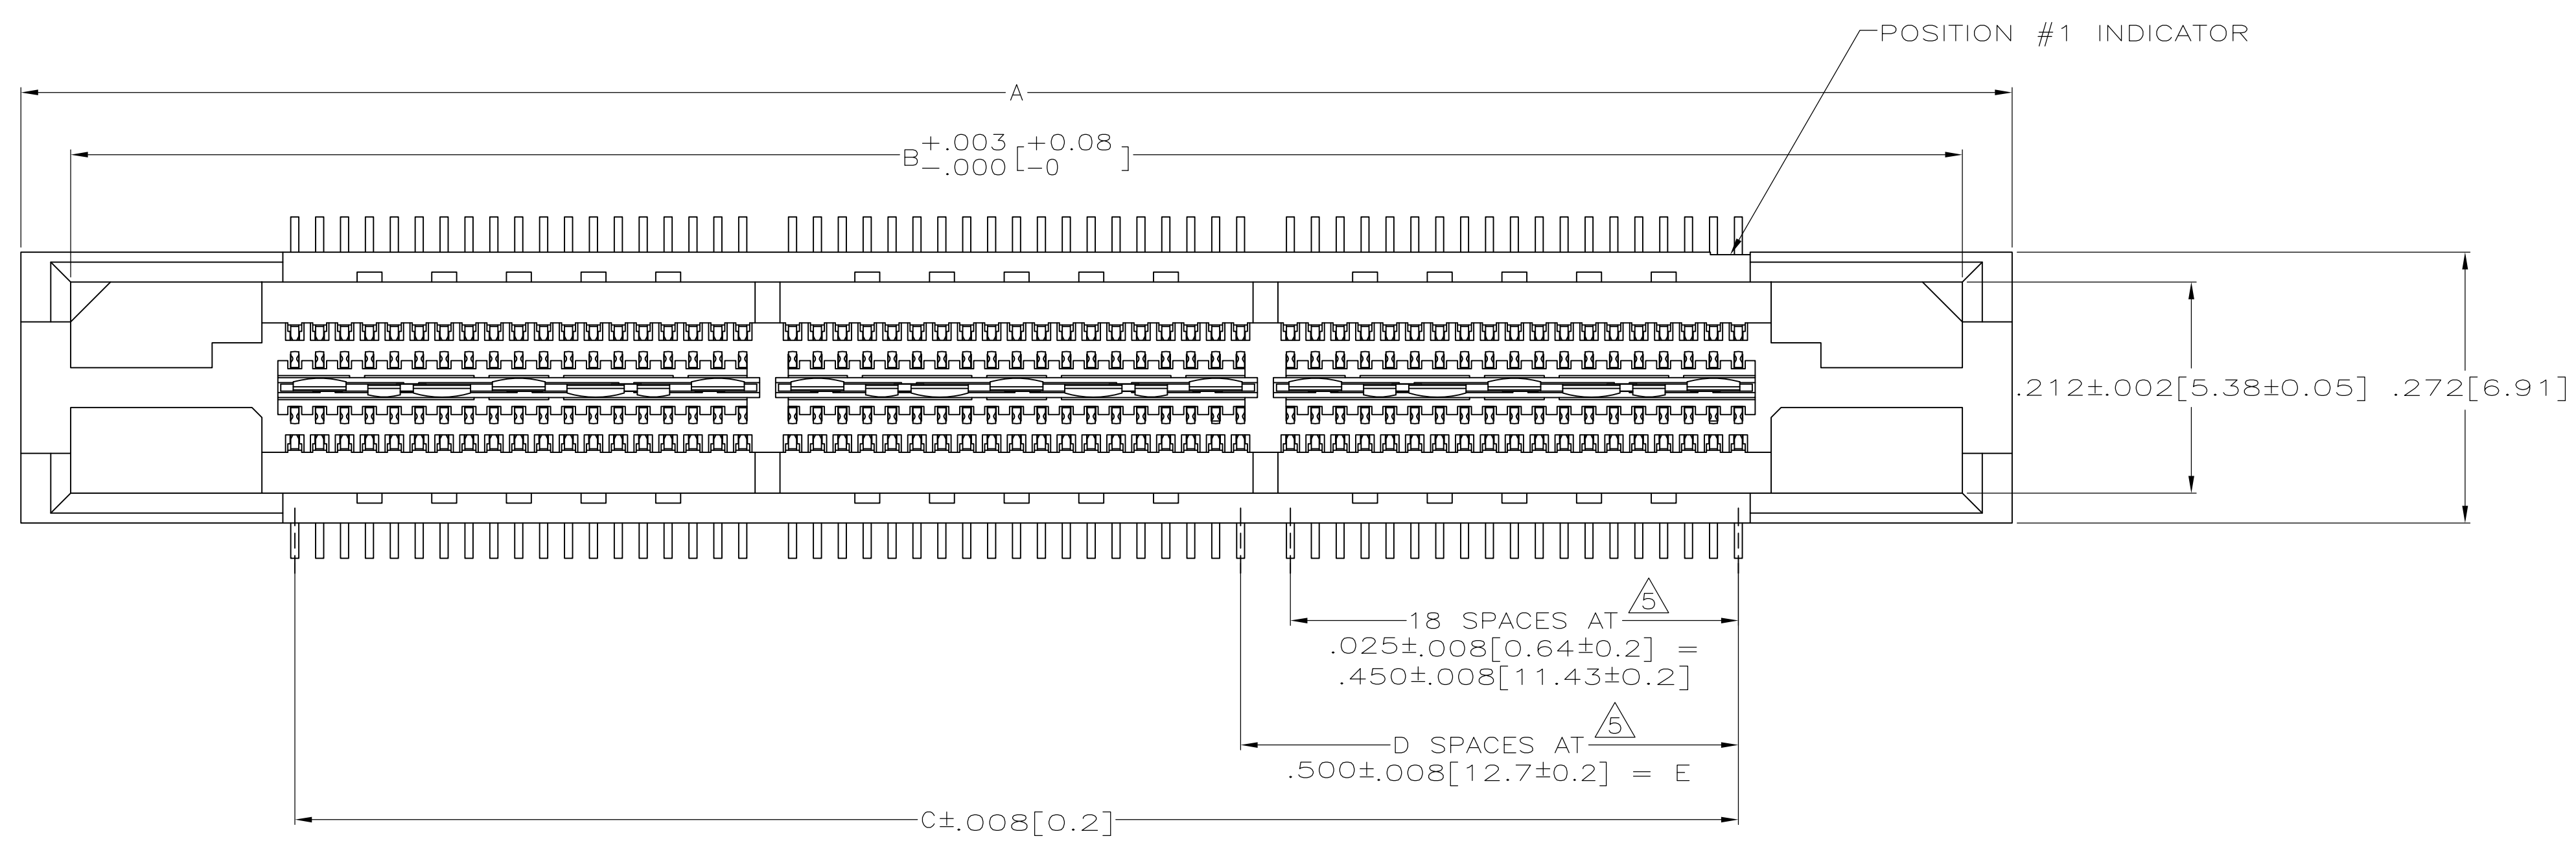 POSITION #1 INDICATOR
A
B +.003 [+0.08
-.000 -0 ]
.212±.002[5.38±0.05] .272[6.91]
5
18 SPACES AT
.025±.008[0.64±0.2] =
.450±.008[11.43±0.2]
5
D SPACES AT
.500±.008[12.7±0.2] = E
C±.008[0.2]